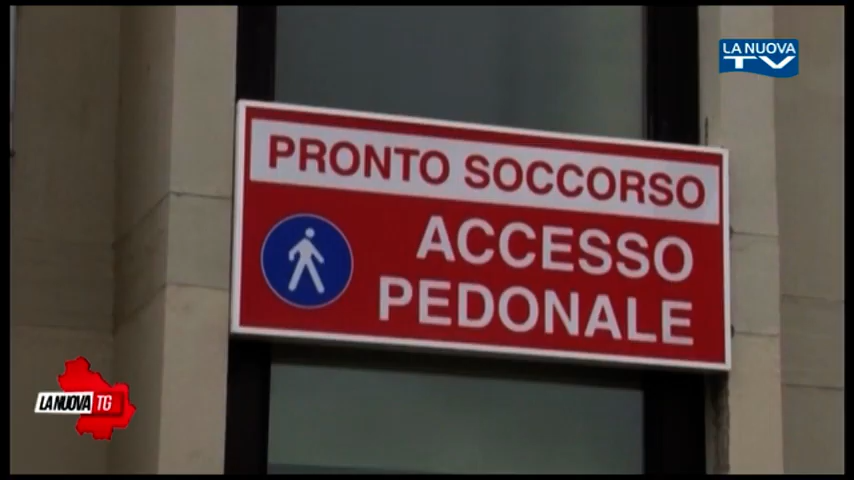 LA NUOVA
TV
PRONTO SOCCORSO
ACCESSO
PEDONALE
LA NUOVA TG